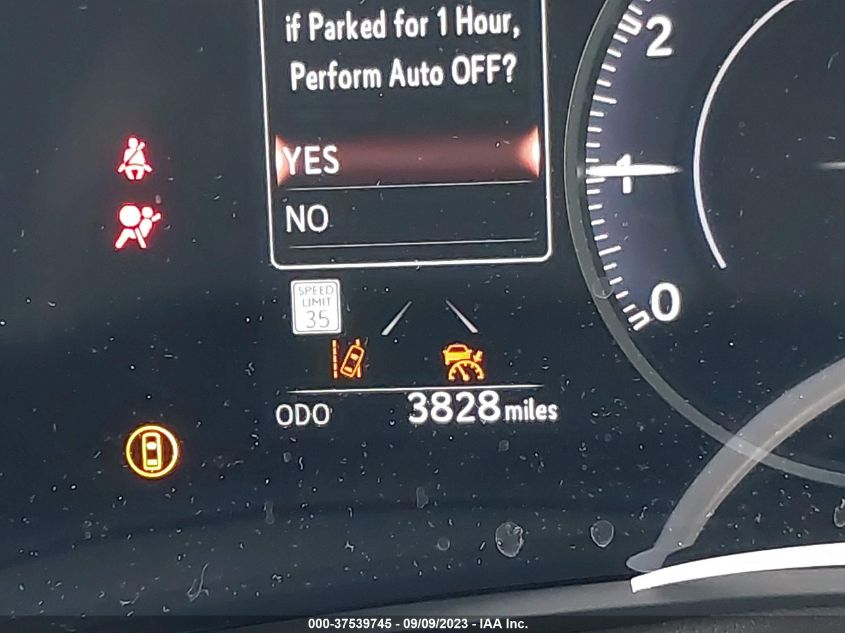 if Parked for 1 Hour,
Perform Auto OFF?
YES
NO
2
1
0
SPEED
LIMIT
35
ODO 3828 miles
000-37539745 - 09/09/2023 - IAA Inc.